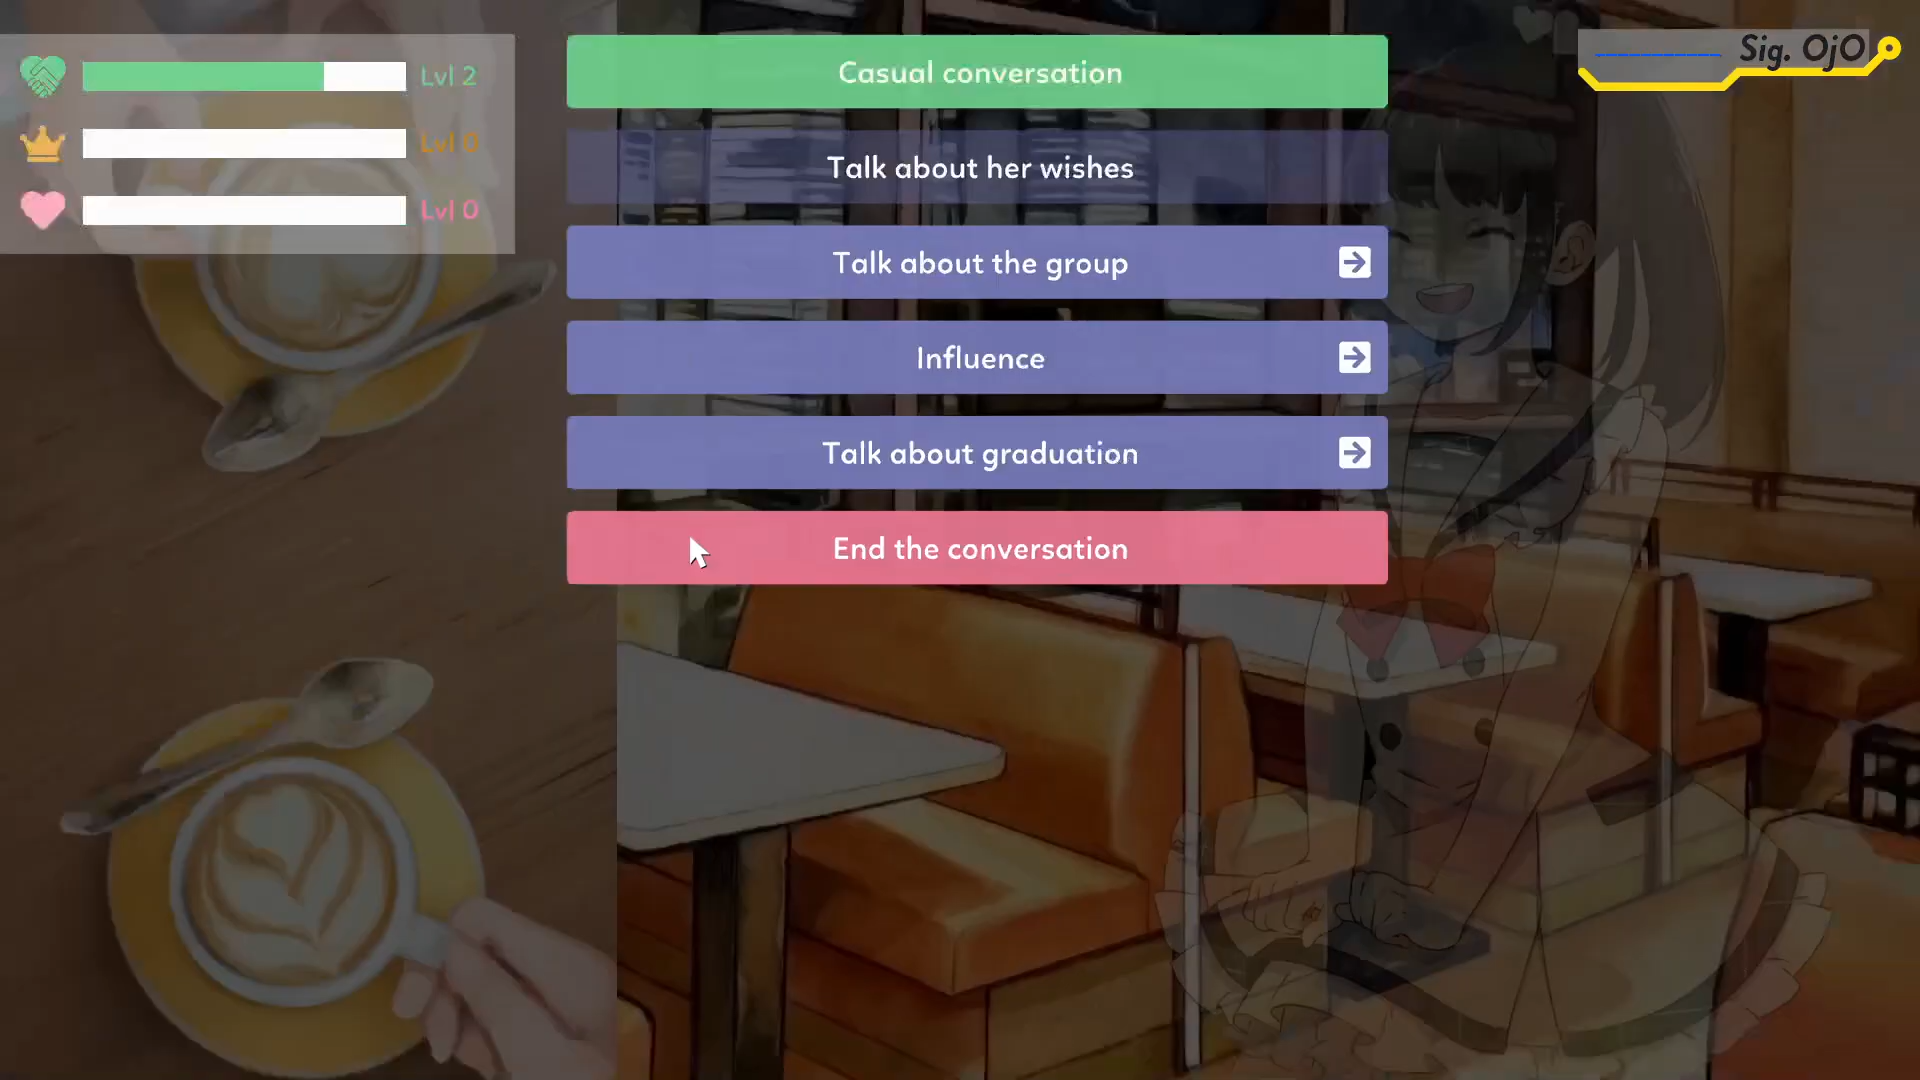 Lvl 2
Lvl 0
Lvl 0
Casual conversation
Talk about her wishes
Talk about the group
Influence
Talk about graduation
End the conversation
Sig. OjO